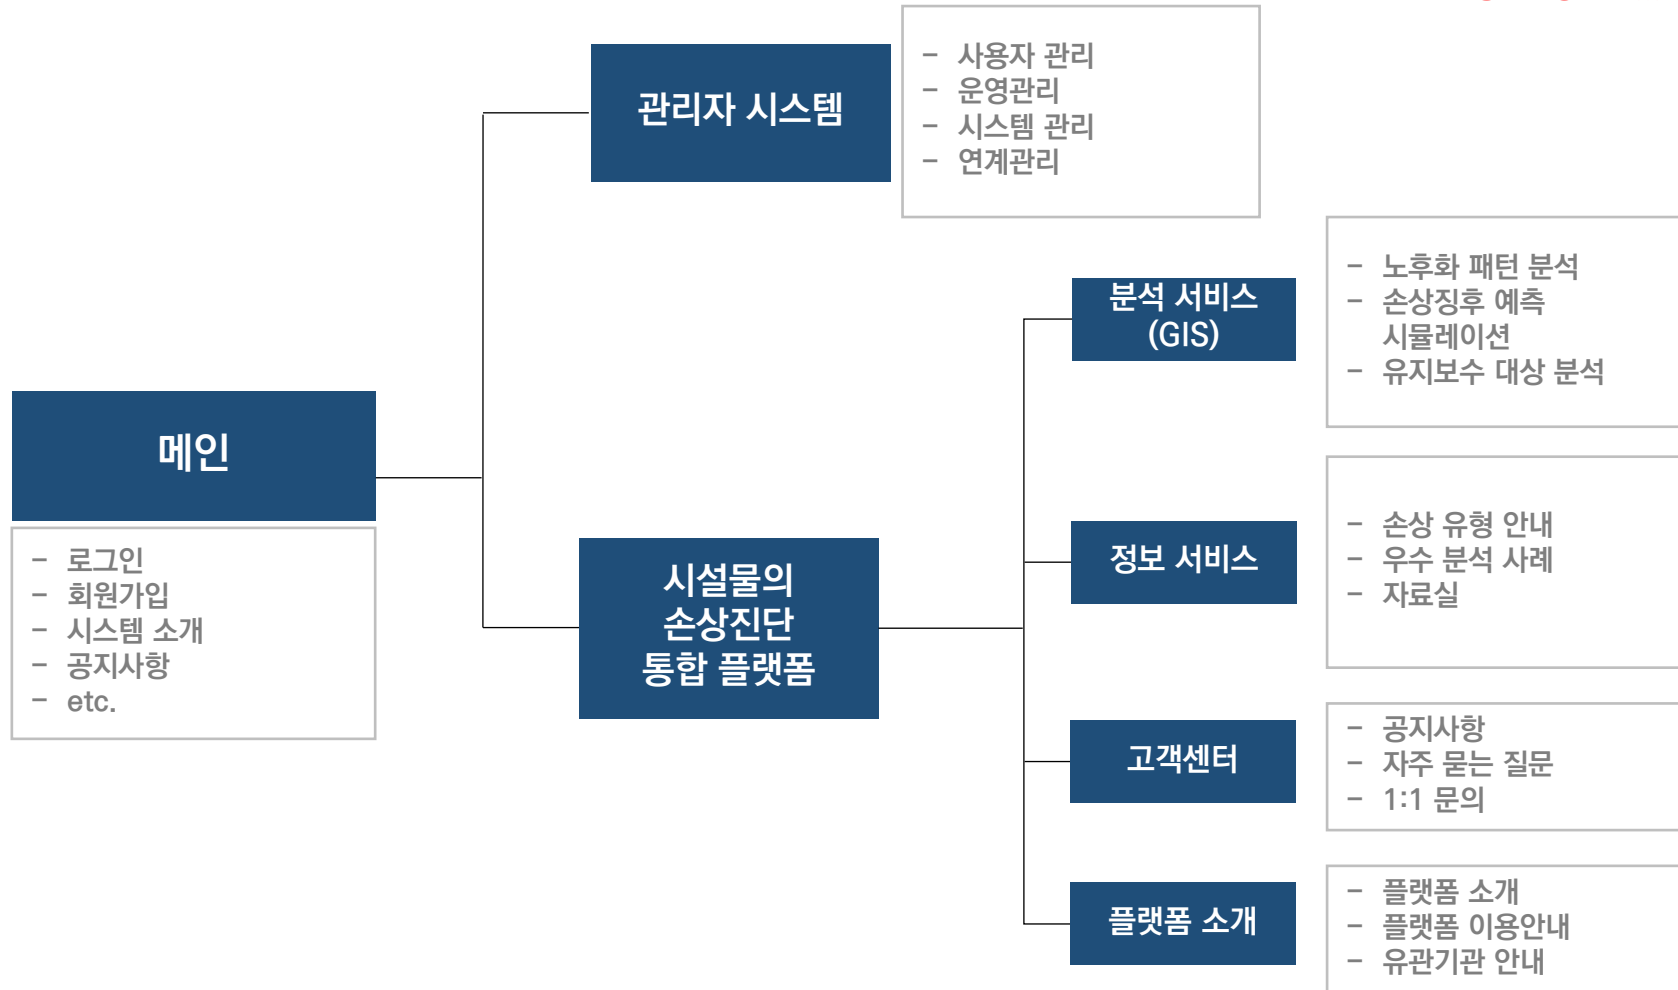 관리자 시스템
- 사용자 관리
- 운영관리
- 시스템 관리
- 연계관리
메인
- 로그인
- 회원가입
- 시스템 소개
- 공지사항
- etc.
시설물의
손상진단
통합 플랫폼
분석 서비스
(GIS)
- 노후화 패턴 분석
- 손상징후 예측
시뮬레이션
- 유지보수 대상 분석
정보 서비스
- 손상 유형 안내
- 우수 분석 사례
- 자료실
고객센터
- 공지사항
- 자주 묻는 질문
- 1:1 문의
플랫폼 소개
- 플랫폼 소개
- 플랫폼 이용안내
- 유관기관 안내